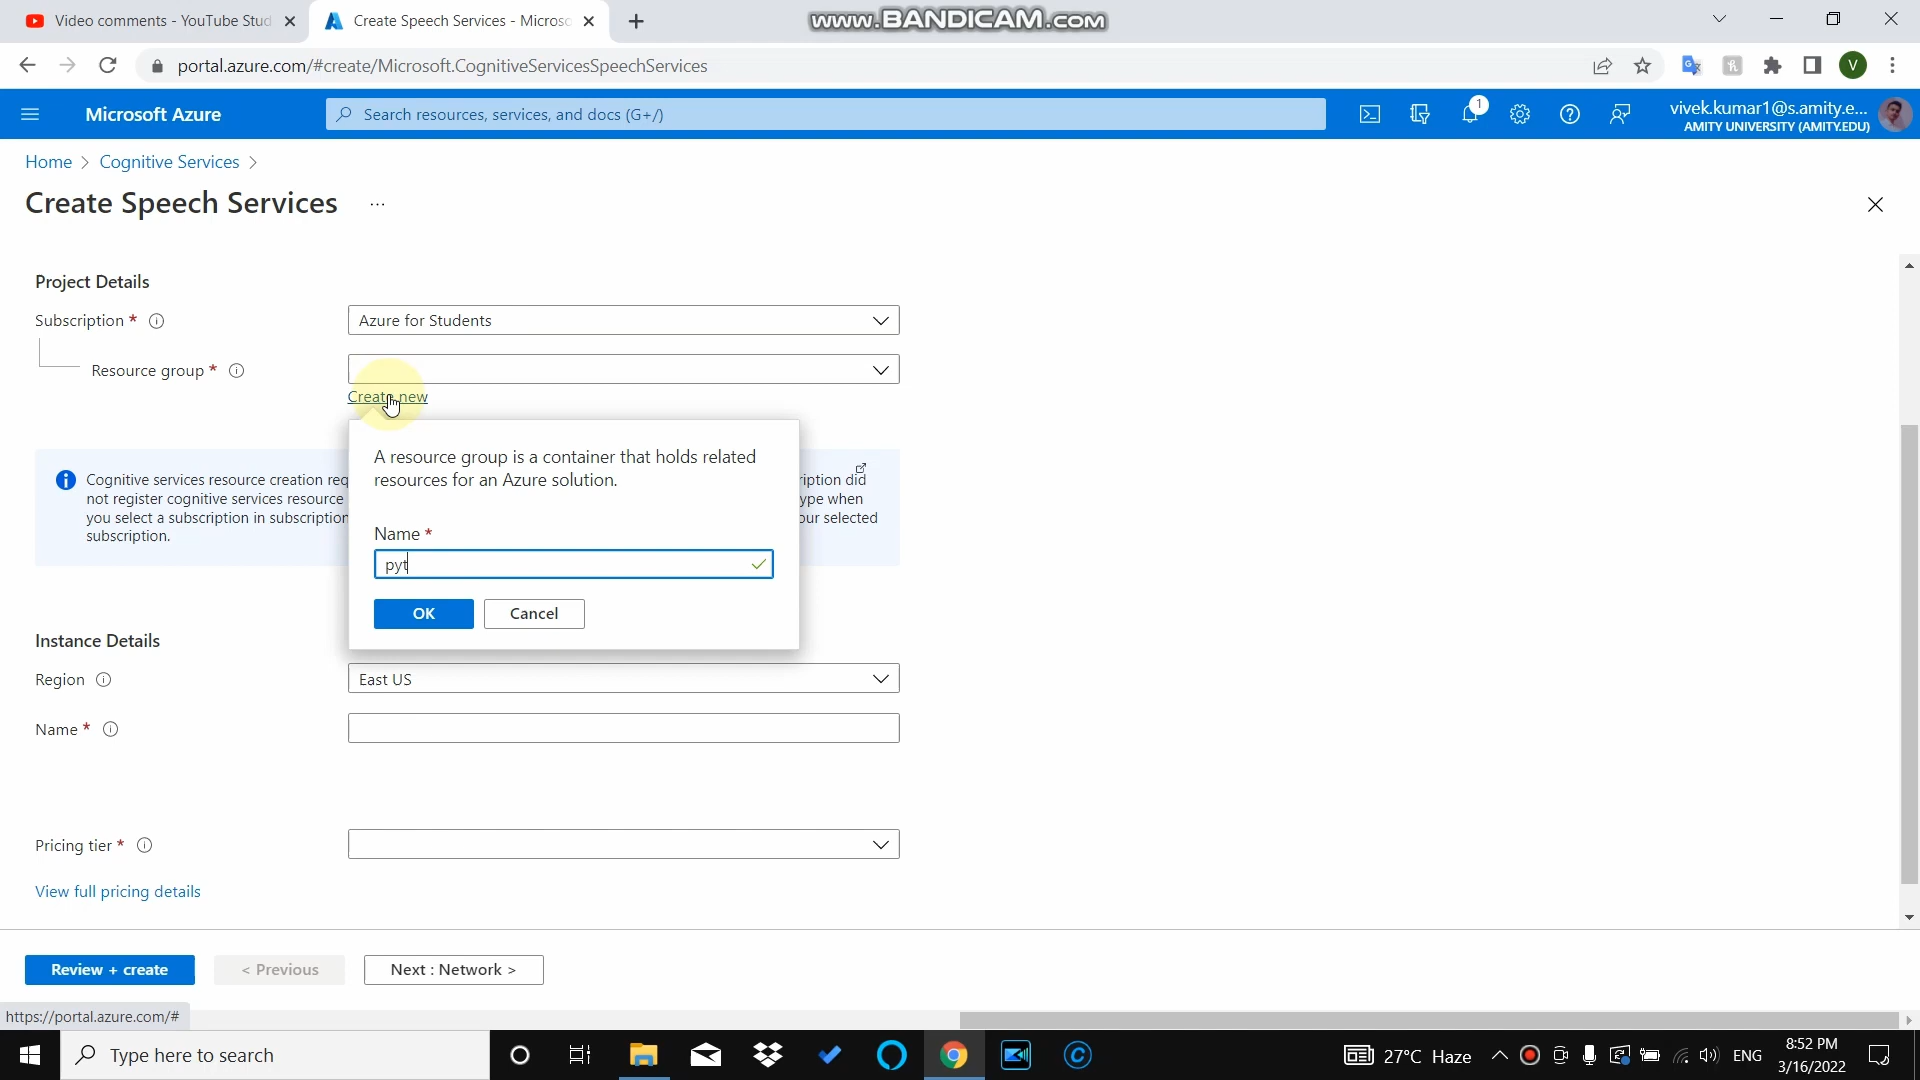 Video comments - YouTube Stud
Create Speech Services - Microso
www.BANDICAM.com
portal.azure.com/#create/Microsoft.CognitiveServicesSpeechServices
V
Microsoft Azure
Search resources, services, and docs (G+/)
1
vivek.kumar1@s.amity.e...
AMITY UNIVERSITY (AMITY.EDU)
Home > Cognitive Services >
Create Speech Services ...
Project Details
Subscription *
Azure for Students
Resource group *
Create new
A resource group is a container that holds related
resources for an Azure solution.
Cognitive services resource creation req
ription did
not register cognitive services resource
ype when
you select a subscription in subscription
our selected
subscription.
Name *
pyt
OK
Cancel
Instance Details
Region
East US
Name *
Pricing tier *
View full pricing details
Review + create
< Previous
Next : Network >
https://portal.azure.com/#
Type here to search
27°C Haze
ENG
8:52 PM
3/16/2022